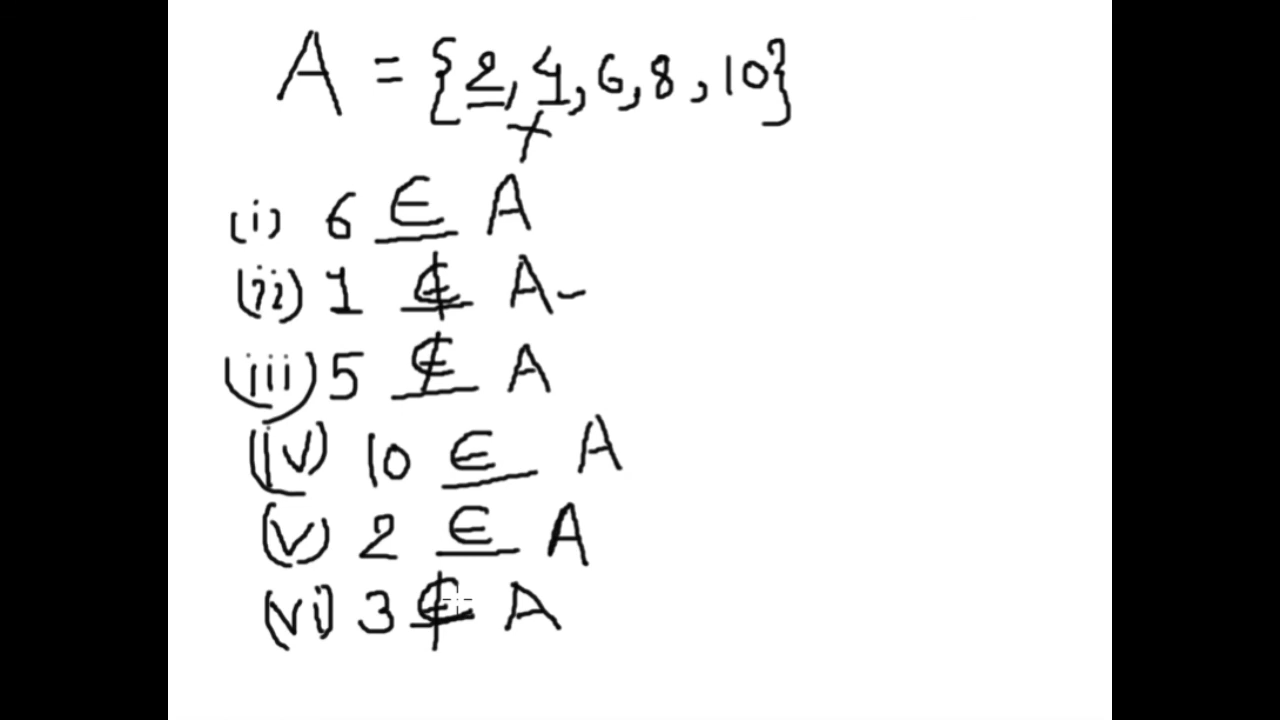 A = {2, 4, 6, 8, 10}
(i) 6 ∈ A
(ii) 1 ∉ A -
(iii) 5 ∉ A
(iv) 10 ∈ A
(v) 2 ∈ A
(vi) 3 ∉ A